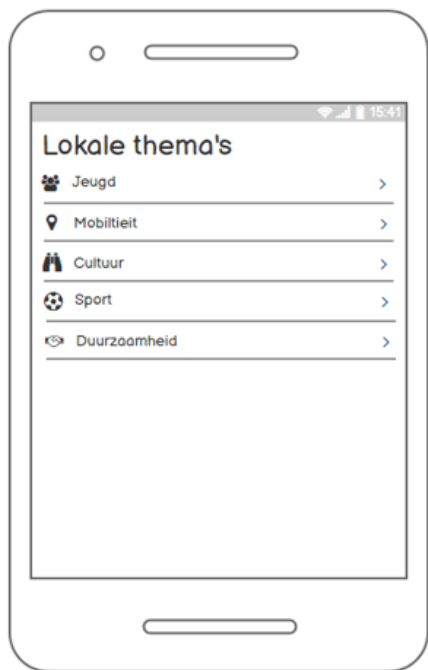 15:41
Lokale thema's
Jeugd
Mobiltieit
Cultuur
Sport
Duurzaamheid